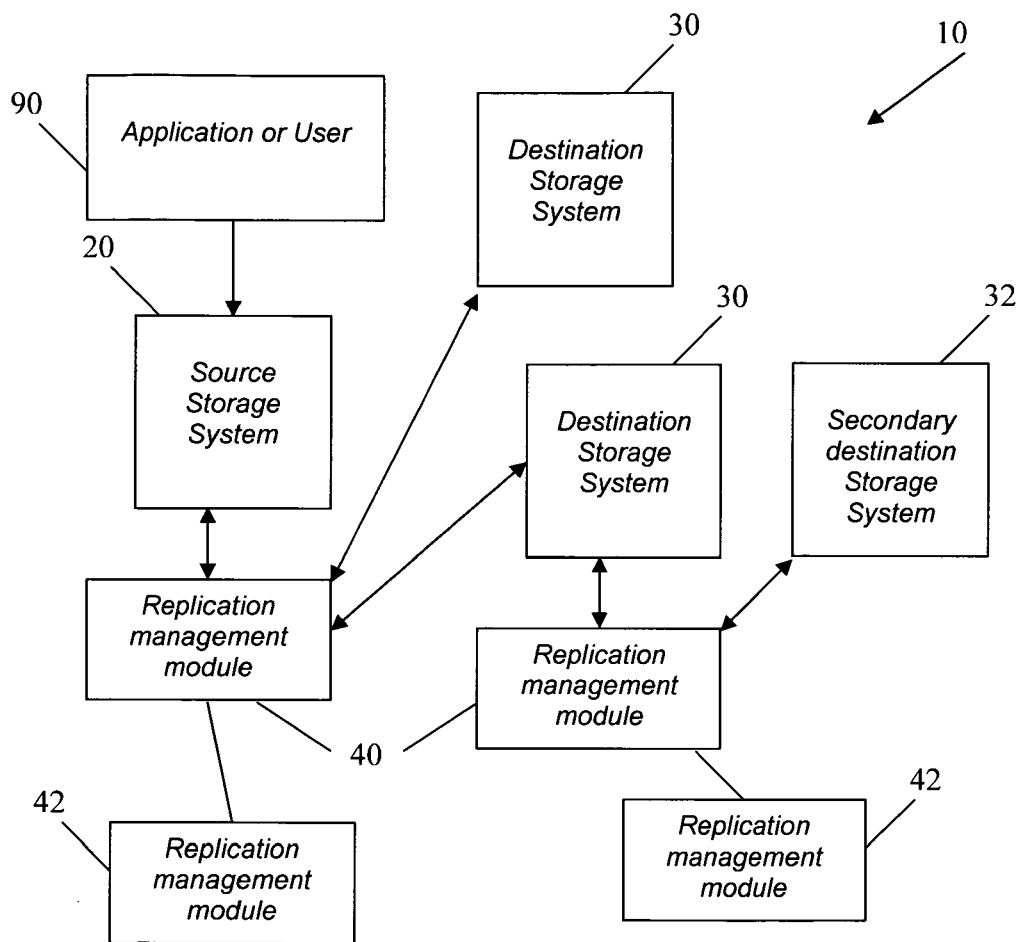 30
10
90
Application or User
Destination
Storage
System
20
30
32
Source
Storage
System
Destination
Storage
System
Secondary
destination
Storage
System
Replication
management
module
Replication
management
module
40
42
42
Replication
management
module
Replication
management
module